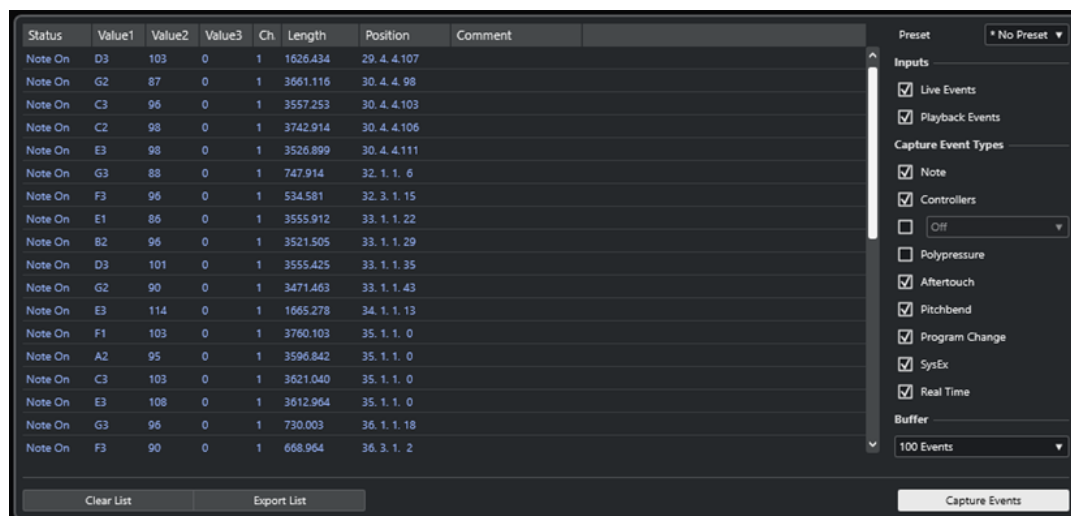 Status Value1 Value2 Value3 Ch. Length Position Comment
Note On D3 103 0 1 1626.434 29. 4. 4.107
Note On G2 87 0 1 3661.116 30. 4. 4. 98
Note On C3 96 0 1 3557.253 30. 4. 4.103
Note On C2 98 0 1 3742.914 30. 4. 4.106
Note On E3 98 0 1 3526.899 30. 4. 4.111
Note On G3 88 0 1 747.914 32. 1. 1. 6
Note On F3 96 0 1 534.581 32. 3. 1. 15
Note On E1 86 0 1 3555.912 33. 1. 1. 22
Note On B2 96 0 1 3521.505 33. 1. 1. 29
Note On D3 101 0 1 3555.425 33. 1. 1. 35
Note On G2 90 0 1 3471.463 33. 1. 1. 43
Note On E3 114 0 1 1665.278 34. 1. 1. 13
Note On F1 103 0 1 3760.103 35. 1. 1. 0
Note On A2 95 0 1 3596.842 35. 1. 1. 0
Note On C3 103 0 1 3621.040 35. 1. 1. 0
Note On E3 108 0 1 3612.964 35. 1. 1. 0
Note On G3 96 0 1 730.003 36. 1. 1. 18
Note On F3 90 0 1 668.964 36. 3. 1. 2
Clear List Export List
Preset * No Preset
Inputs
Live Events
Playback Events
Capture Event Types
Note
Controllers
Off
Polypressure
Aftertouch
Pitchbend
Program Change
SysEx
Real Time
Buffer
100 Events
Capture Events